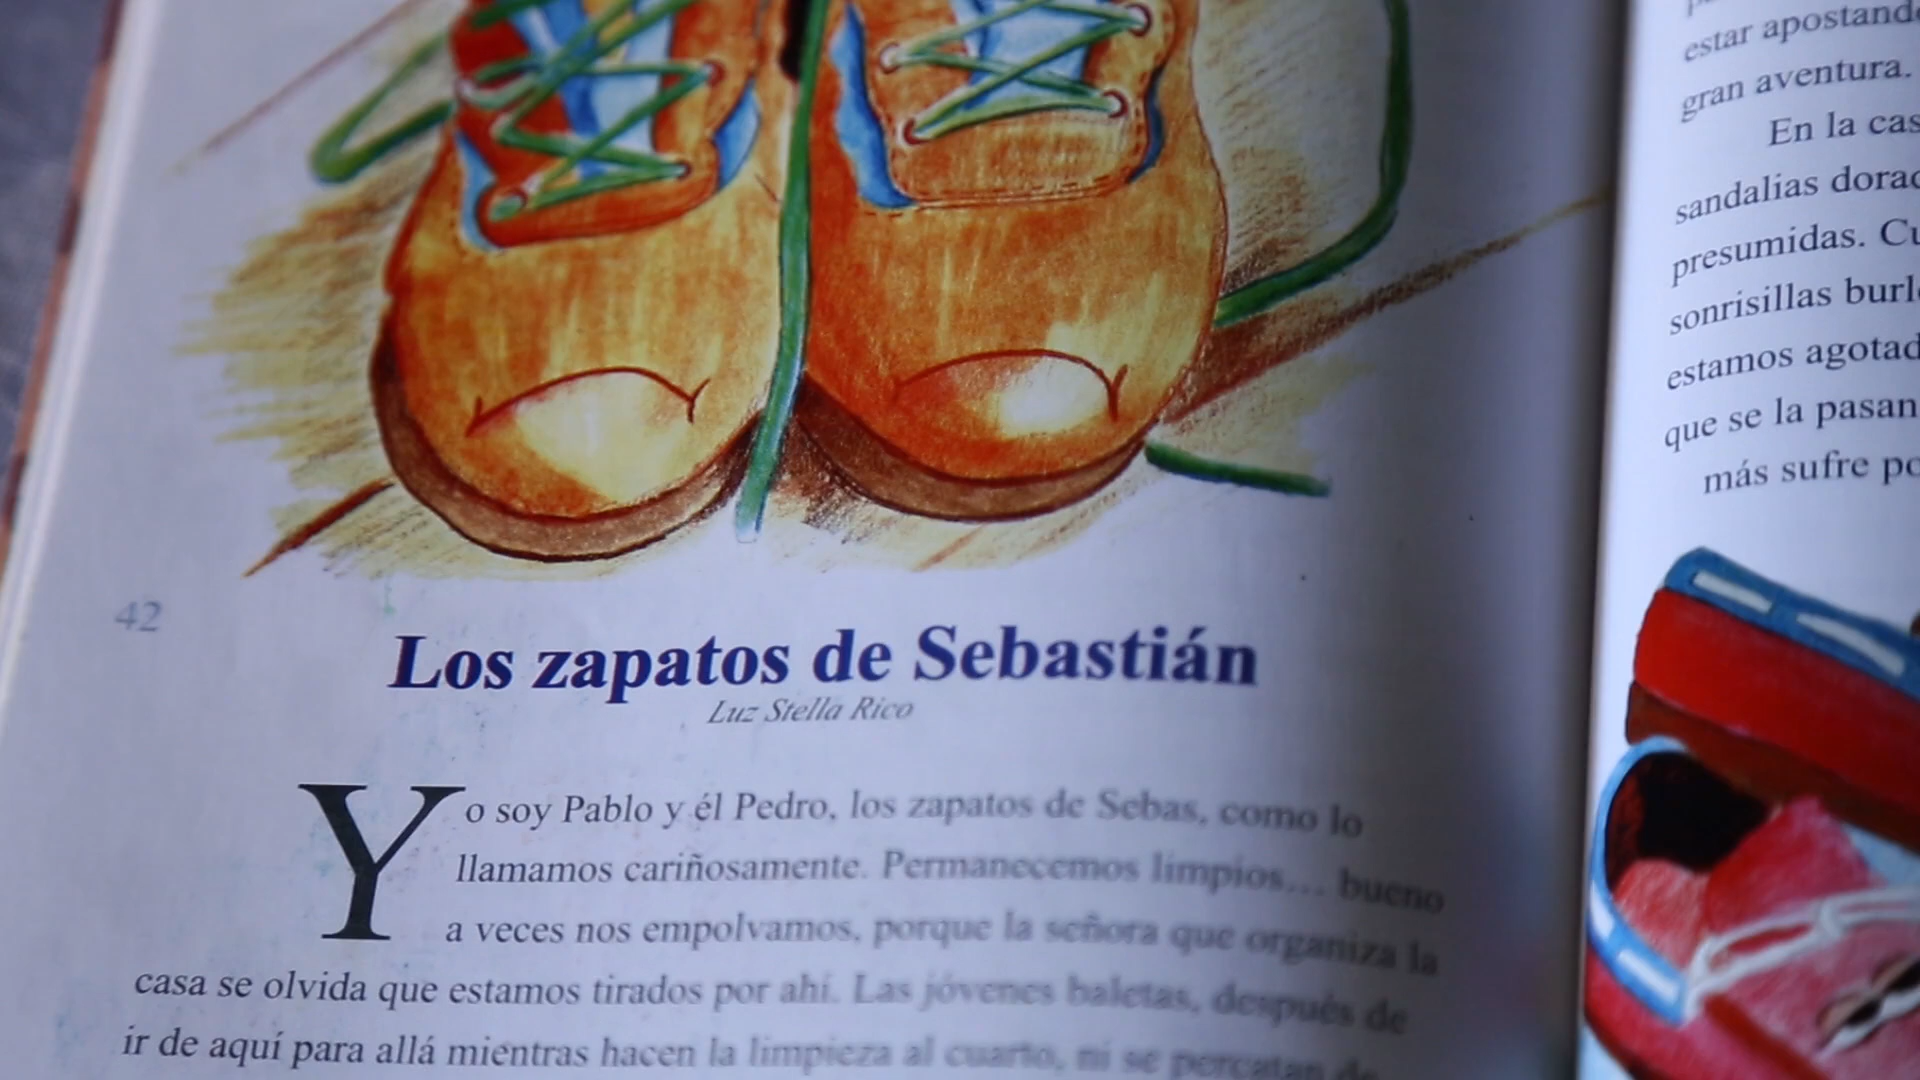 42
Los zapatos de Sebastián
Luz Stella Rico
Yo soy Pablo y él Pedro, los zapatos de Sebas, como lo
llamamos cariñosamente. Permanecemos limpios... bueno
a veces nos empolvamos, porque la señora que organiza la
casa se olvida que estamos tirados por ahí. Las jóvenes baletas, después de
ir de aquí para allá mientras hacen la limpieza al cuarto, ni se percatan de
estar apostand
gran aventura.
En la cas
sandalias dorad
presumidas. Cu
sonrisillas burl
estamos agotad
que se la pasan
más sufre po